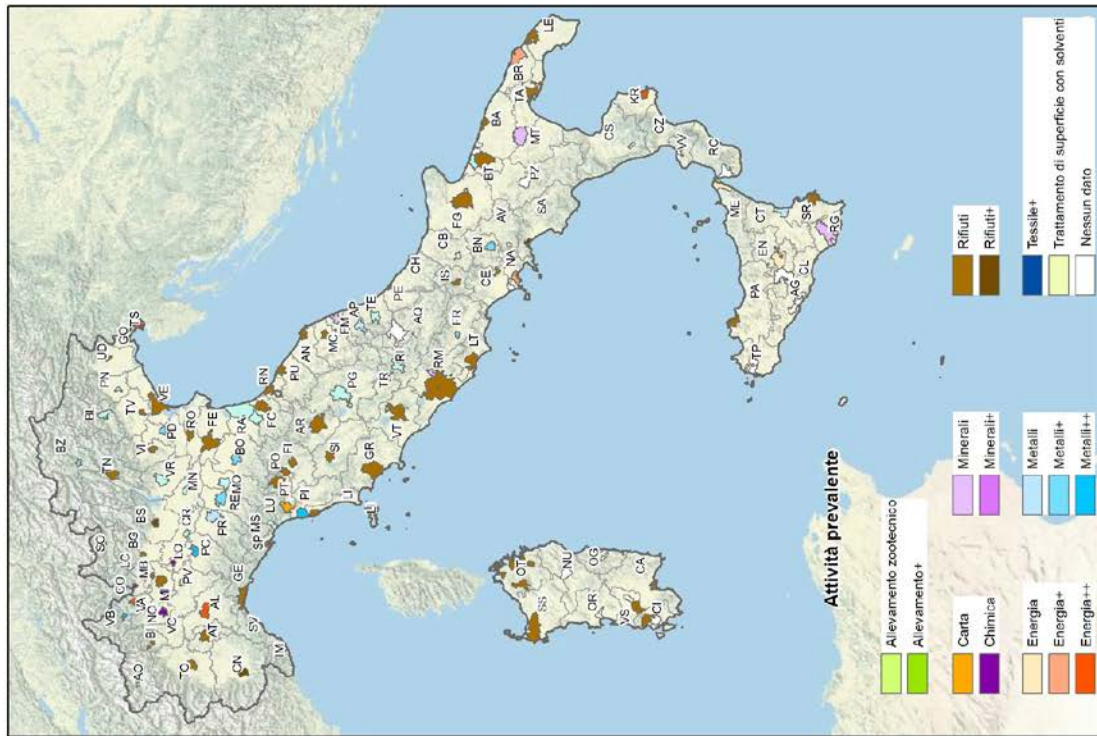 BZ
SO
TN
BL
PN
UD
GO
TS
AO
VB
CO
LC
BG
BS
VI
TV
VE
VA
MB
BI
NO
MI
VC
LO
PV
CR
MN
VR
PD
RO
TO
AL
AT
PC
PR
RE
MO
BO
FE
RA
CN
GE
SV
IM
SP
MS
LU
PT
PO
FI
FC
RN
PU
AN
PI
LI
LI
SI
AR
PG
MC
FM
AP
TE
GR
VT
TR
RI
AQ
PE
CH
RM
LT
FR
IS
CB
FG
CE
BN
NA
AV
BT
BA
SA
PZ
MT
TA
BR
LE
CS
KR
CZ
VV
RC
ME
CT
EN
PA
TP
AG
CL
SR
RG
SS
OT
NU
OR
OG
VS
CI
CA
Attività prevalente
Allevamento zootecnico
Allevamento+
Carta
Chimica
Energia
Energia+
Energia++
Minerali
Minerali+
Metalli
Metalli+
Metalli++
Rifiuti
Rifiuti+
Tessile+
Trattamento di superficie con solventi
Nessun dato